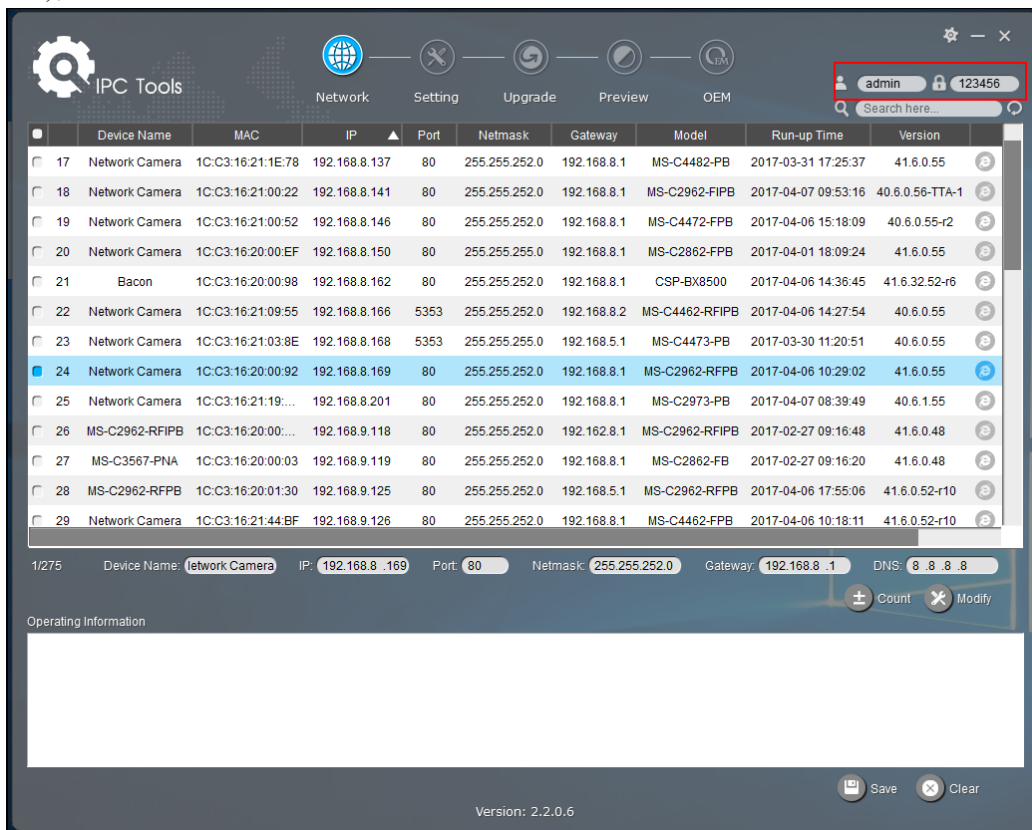 IPC Tools
Network Setting Upgrade Preview OEM
admin 123456
Search here...
Device Name MAC IP Port Netmask Gateway Model Run-up Time Version
17 Network Camera 1C:C3:16:21:1E:78 192.168.8.137 80 255.255.252.0 192.168.8.1 MS-C4482-PB 2017-03-31 17:25:37 41.6.0.55
18 Network Camera 1C:C3:16:21:00:22 192.168.8.141 80 255.255.252.0 192.168.8.1 MS-C2962-FIPB 2017-04-07 09:53:16 40.6.0.56-TTA-1
19 Network Camera 1C:C3:16:21:00:52 192.168.8.146 80 255.255.252.0 192.168.8.1 MS-C4472-FPB 2017-04-06 15:18:09 40.6.0.55-r2
20 Network Camera 1C:C3:16:20:00:EF 192.168.8.150 80 255.255.255.0 192.168.8.1 MS-C2862-FPB 2017-04-01 18:09:24 41.6.0.55
21 Bacon 1C:C3:16:20:00:98 192.168.8.162 80 255.255.255.0 192.168.8.1 CSP-BX8500 2017-04-06 14:36:45 41.6.32.52-r6
22 Network Camera 1C:C3:16:21:09:55 192.168.8.166 5353 255.255.252.0 192.168.8.2 MS-C4462-RFIPB 2017-04-06 14:27:54 40.6.0.55
23 Network Camera 1C:C3:16:21:03:8E 192.168.8.168 5353 255.255.255.0 192.168.5.1 MS-C4473-PB 2017-03-30 11:20:51 40.6.0.55
24 Network Camera 1C:C3:16:20:00:92 192.168.8.169 80 255.255.252.0 192.168.8.1 MS-C2962-RFPB 2017-04-06 10:29:02 41.6.0.55
25 Network Camera 1C:C3:16:21:19:... 192.168.8.201 80 255.255.252.0 192.168.8.1 MS-C2973-PB 2017-04-07 08:39:49 40.6.1.55
26 MS-C2962-RFIPB 1C:C3:16:20:00:... 192.168.9.118 80 255.255.252.0 192.162.8.1 MS-C2962-RFIPB 2017-02-27 09:16:48 41.6.0.48
27 MS-C3567-PNA 1C:C3:16:20:00:03 192.168.9.119 80 255.255.252.0 192.168.8.1 MS-C2862-FB 2017-02-27 09:16:20 41.6.0.48
28 MS-C2962-RFPB 1C:C3:16:20:01:30 192.168.9.125 80 255.255.252.0 192.168.5.1 MS-C2962-RFPB 2017-04-06 17:55:06 41.6.0.52-r10
29 Network Camera 1C:C3:16:21:44:BF 192.168.9.126 80 255.255.252.0 192.168.8.1 MS-C4462-FPB 2017-04-06 10:18:11 41.6.0.52-r10
1/275 Device Name: letwork Camera IP: 192.168.8 .169 Port: 80 Netmask: 255.255.252.0 Gateway: 192.168.8 .1 DNS: 8 .8 .8 .8
Count Modify
Operating Information
Save Clear
Version: 2.2.0.6